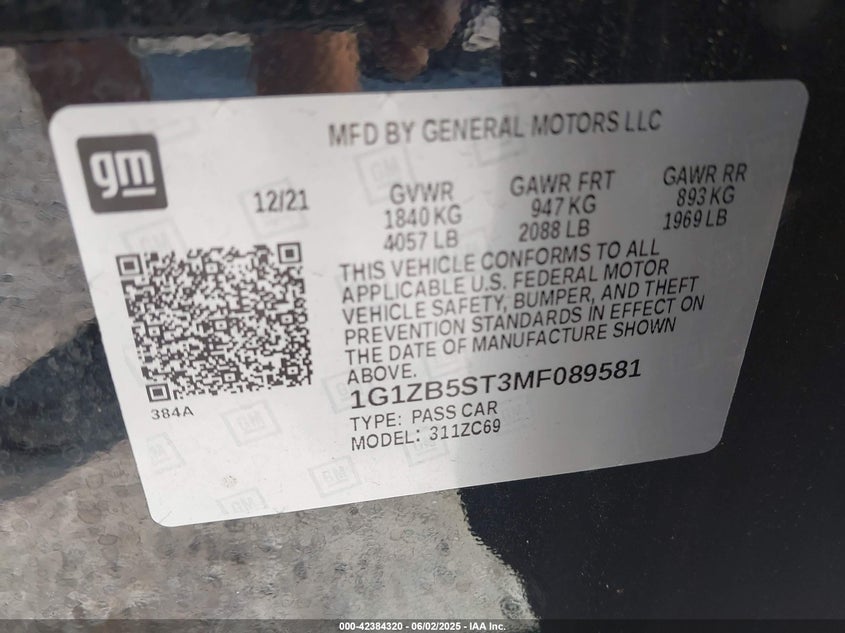 MFD BY GENERAL MOTORS LLC
gm
12/21
GVWR
1840 KG
4057 LB
GAWR FRT
947 KG
2088 LB
GAWR RR
893 KG
1969 LB
THIS VEHICLE CONFORMS TO ALL
APPLICABLE U.S. FEDERAL MOTOR
VEHICLE SAFETY, BUMPER, AND THEFT
PREVENTION STANDARDS IN EFFECT ON
THE DATE OF MANUFACTURE SHOWN
ABOVE.
1G1ZB5ST3MF089581
TYPE: PASS CAR
MODEL: 311ZC69
384A
GM
GM
GM
000-42384320 - 06/02/2025 - IAA Inc.